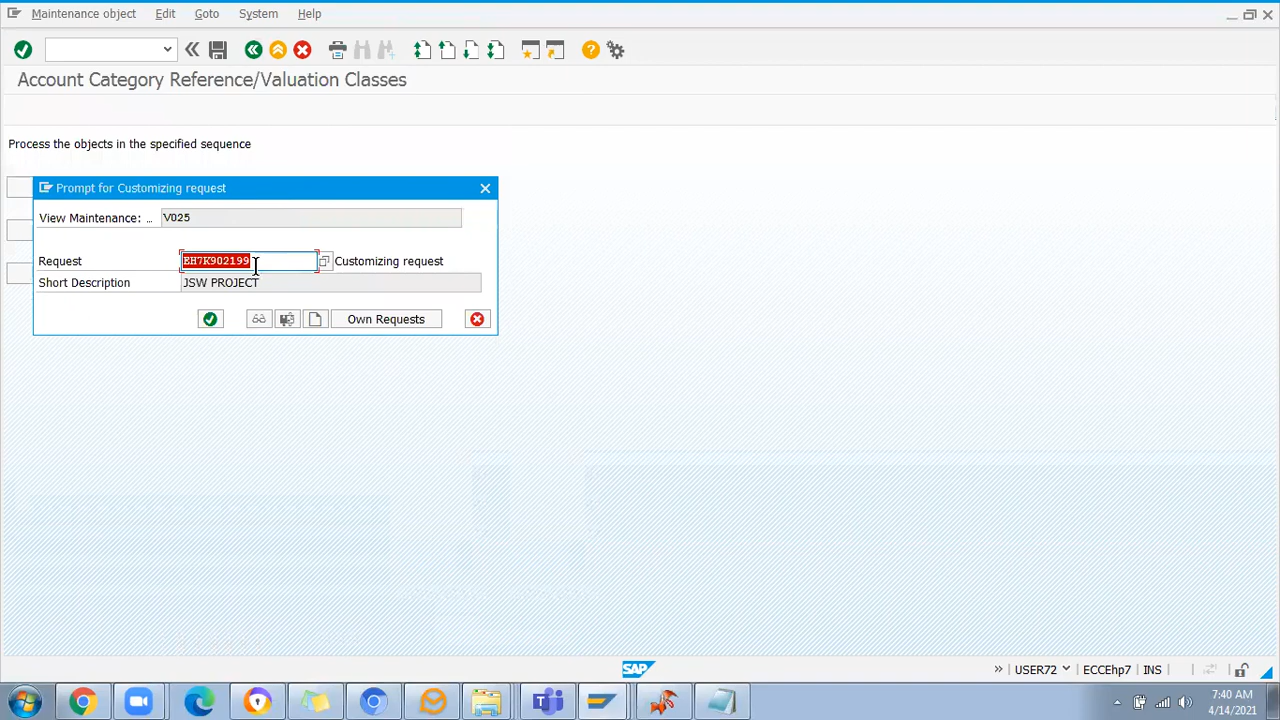 Maintenance object Edit Goto System Help
Account Category Reference/Valuation Classes
Process the objects in the specified sequence
Prompt for Customizing request
View Maintenance: ... V025
Request EH7K902199 Customizing request
Short Description JSW PROJECT
Own Requests
SAP
» USER72 ECCEhp7 INS
7:40 AM
4/14/2021